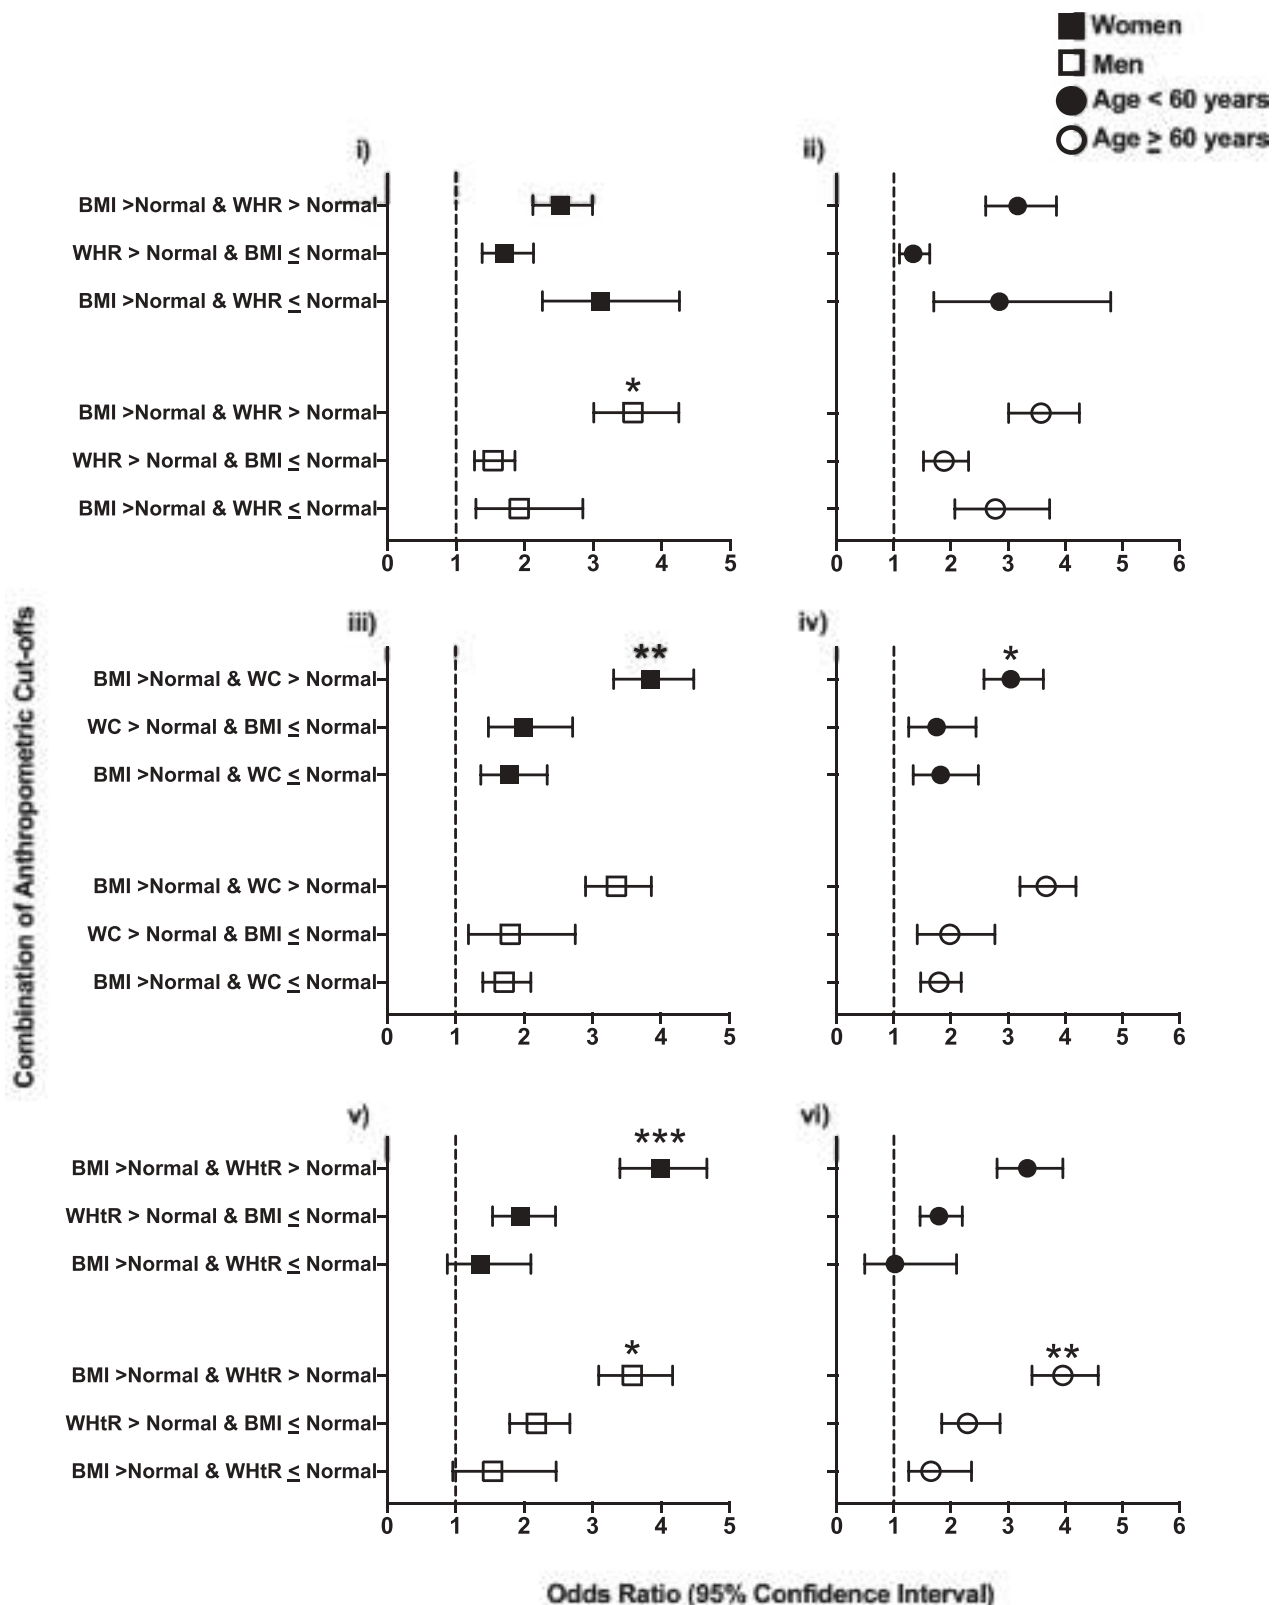 Women
Men
Age < 60 years
Age ≥ 60 years
i)
ii)
BMI >Normal & WHR > Normal
WHR > Normal & BMI ≤ Normal
BMI >Normal & WHR ≤ Normal
*
BMI >Normal & WHR > Normal
WHR > Normal & BMI ≤ Normal
BMI >Normal & WHR ≤ Normal
0 1 2 3 4 5
0 1 2 3 4 5 6
Combination of Anthropometric Cut-offs
iii)
iv)
** *
BMI >Normal & WC > Normal
WC > Normal & BMI ≤ Normal
BMI >Normal & WC ≤ Normal
BMI >Normal & WC > Normal
WC > Normal & BMI ≤ Normal
BMI >Normal & WC ≤ Normal
0 1 2 3 4 5
0 1 2 3 4 5 6
v)
vi)
***
BMI >Normal & WHtR > Normal
WHtR > Normal & BMI ≤ Normal
BMI >Normal & WHtR ≤ Normal
* **
BMI >Normal & WHtR > Normal
WHtR > Normal & BMI ≤ Normal
BMI >Normal & WHtR ≤ Normal
0 1 2 3 4 5
0 1 2 3 4 5 6
Odds Ratio (95% Confidence Interval)